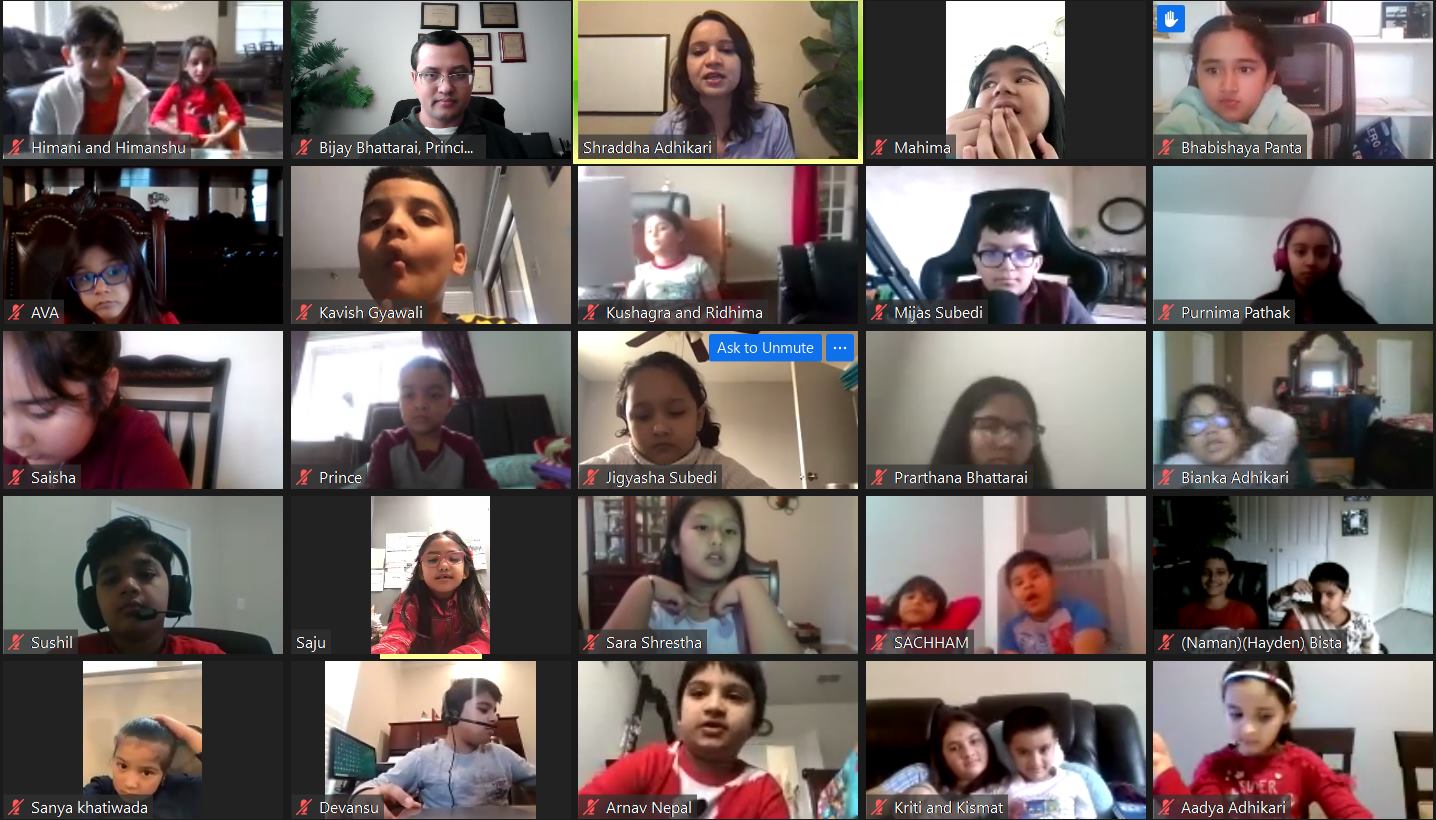 Himani and Himanshu
Bijay Bhattarai, Princi...
Shraddha Adhikari
Mahima
Bhabishaya Panta
AVA
Kavish Gyawali
Kushagra and Ridhima
Mijas Subedi
Purnima Pathak
Saisha
Prince
Ask to Unmute ...
Jigyasha Subedi
Prarthana Bhattarai
Bianka Adhikari
Sushil
Saju
Sara Shrestha
SACHHAM
(Naman)(Hayden) Bista
Sanya khatiwada
Devansu
Arnav Nepal
Kriti and Kismat
Aadya Adhikari